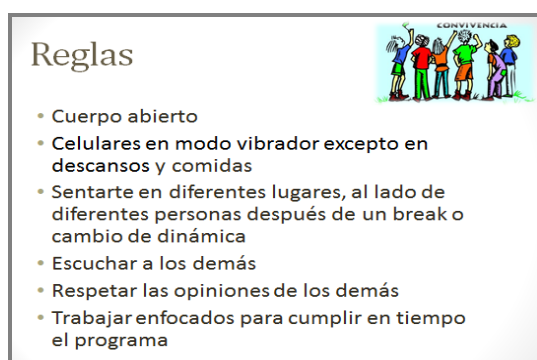 CONVIVENCIA
Reglas
• Cuerpo abierto
• Celulares en modo vibrador excepto en
descansos y comidas
• Sentarte en diferentes lugares, al lado de
diferentes personas después de un break o
cambio de dinámica
• Escuchar a los demás
• Respetar las opiniones de los demás
• Trabajar enfocados para cumplir en tiempo
el programa